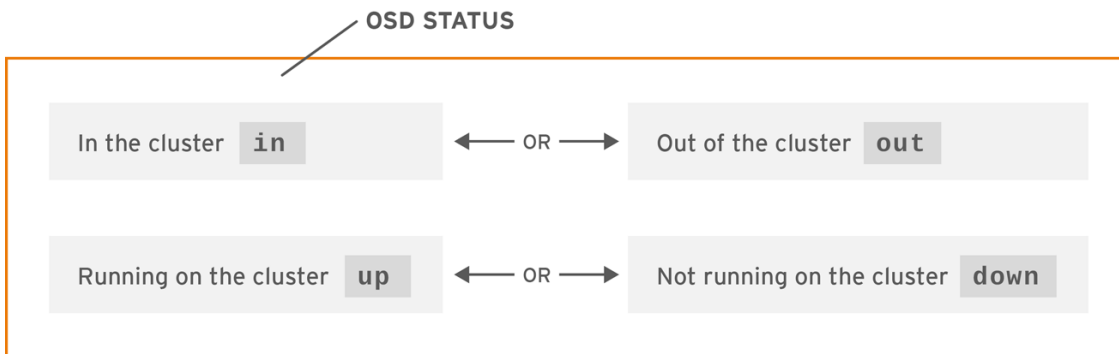 OSD STATUS
In the cluster in OR Out of the cluster out
Running on the cluster up OR Not running on the cluster down